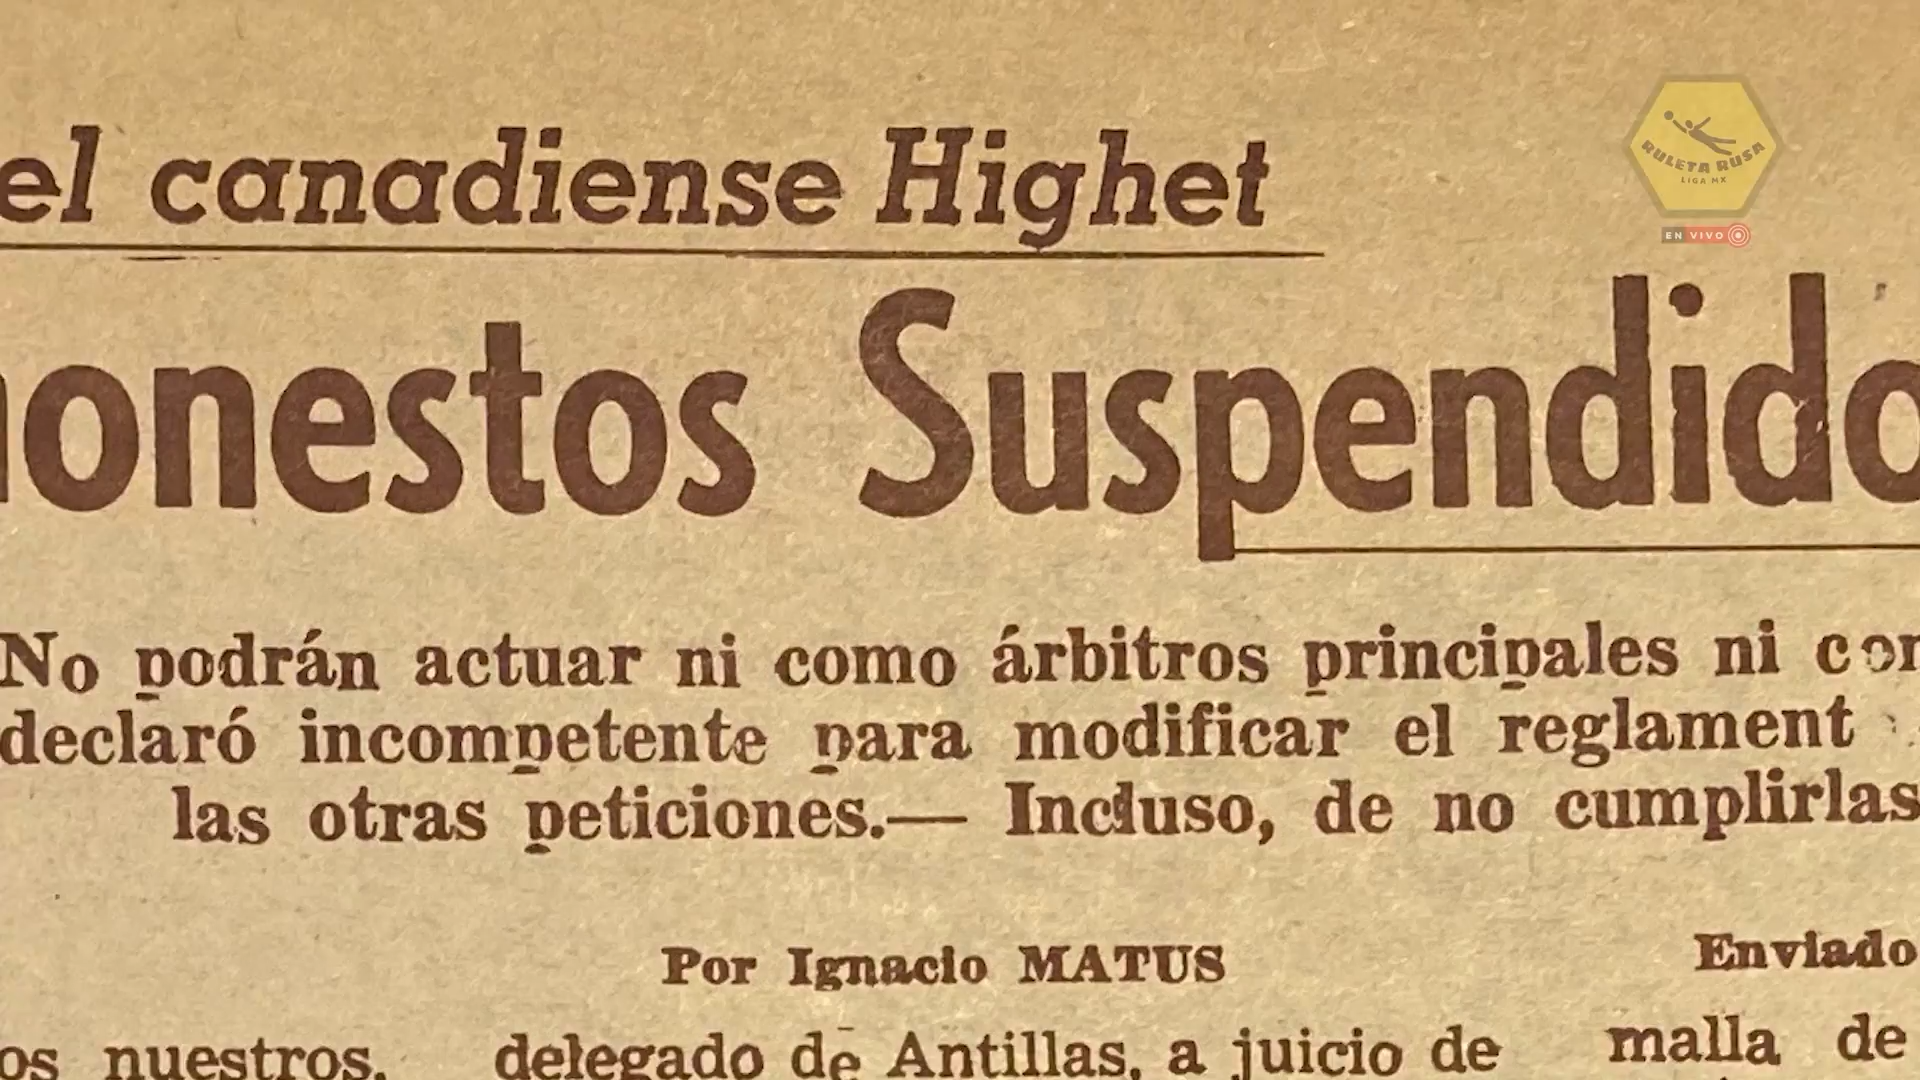 el canadiense Highet
RULETA RUSA
LIGA MX
EN VIVO
honestos Suspendido
No podrán actuar ni como árbitros principales ni com
declaró incompetente para modificar el reglament
las otras peticiones.— Incluso, de no cumplirlas
Por Ignacio MATUS
Enviado
os nuestros.
delegado de Antillas, a juicio de
malla de